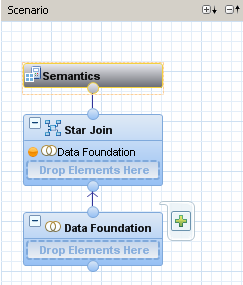 Scenario
Semantics
Star Join
Data Foundation
Drop Elements Here
Data Foundation
Drop Elements Here